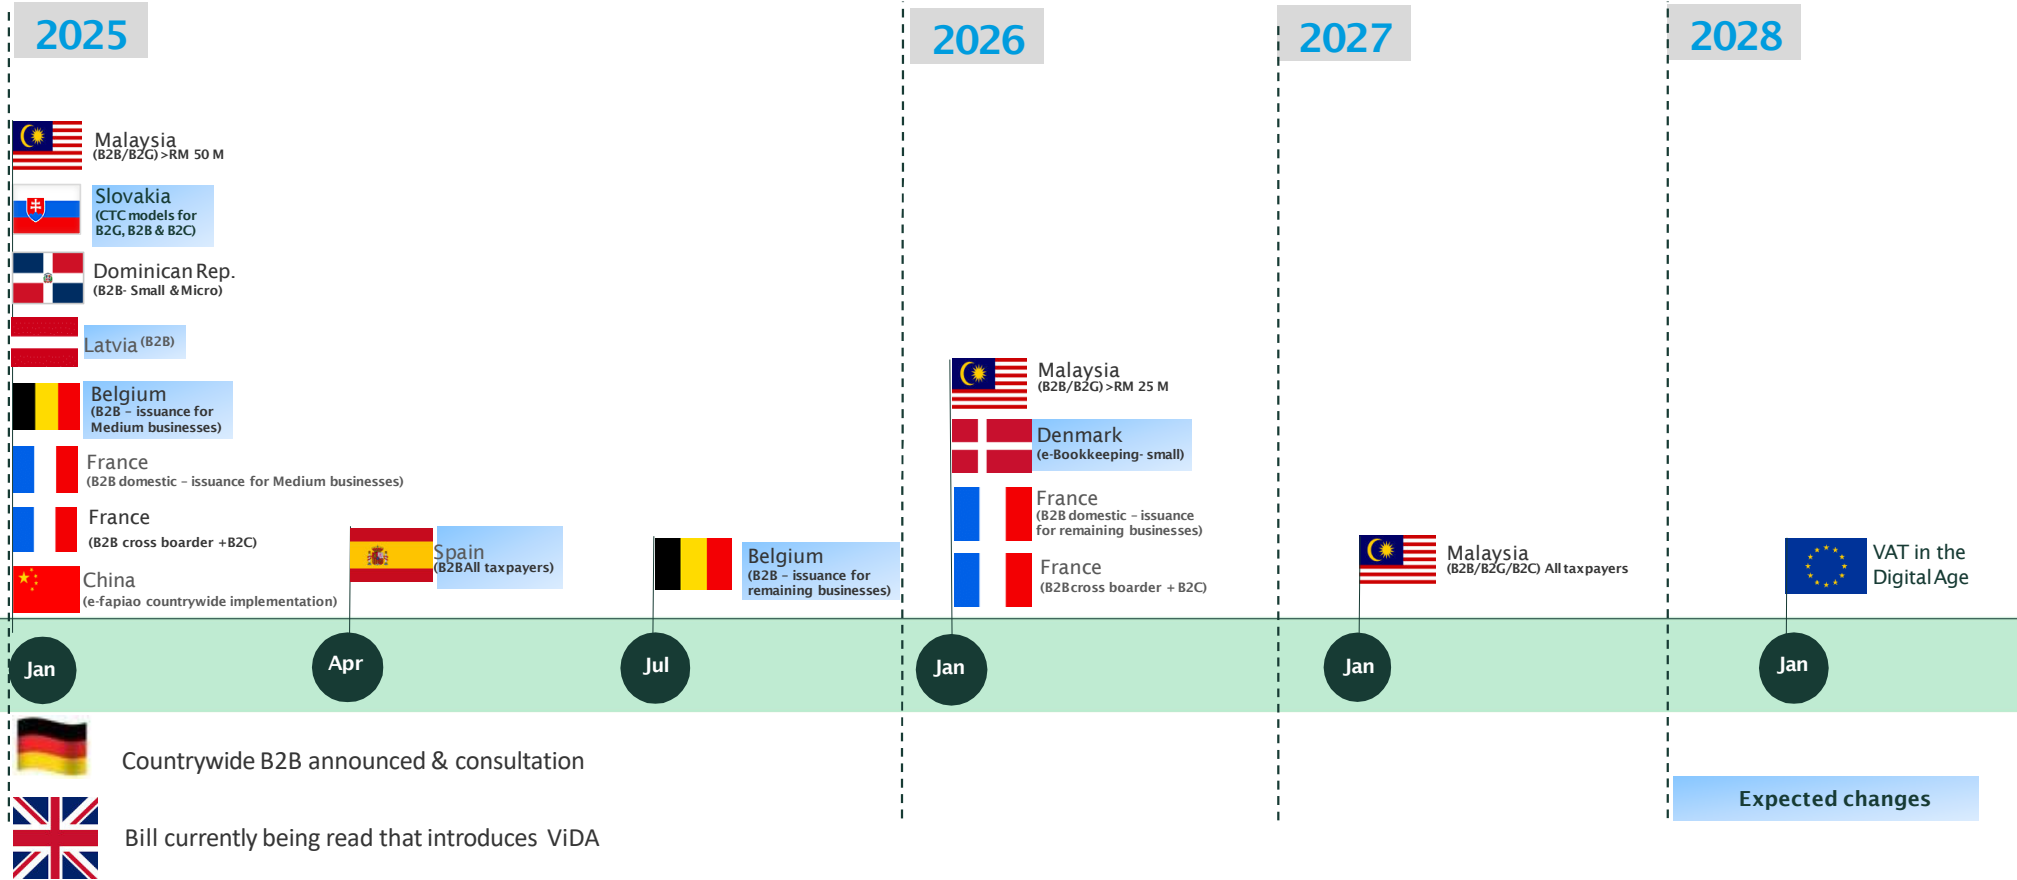 2025
2026
2027
2028
Malaysia
(B2B/B2G) >RM 50 M
Slovakia
(CTC models for
B2G, B2B & B2C)
Dominican Rep.
(B2B- Small & Micro)
Latvia (B2B)
Belgium
(B2B – issuance for
Medium businesses)
France
(B2B domestic – issuance for Medium businesses)
France
(B2B cross boarder +B2C)
China
(e-fapiao countrywide implementation)
Spain
(B2B All taxpayers)
Belgium
(B2B – issuance for
remaining businesses)
Malaysia
(B2B/B2G) >RM 25 M
Denmark
(e-Bookkeeping- small)
France
(B2B domestic – issuance
for remaining businesses)
France
(B2B cross boarder + B2C)
Malaysia
(B2B/B2G/B2C) All taxpayers
VAT in the
Digital Age
Jan
Apr
Jul
Jan
Jan
Jan
Countrywide B2B announced & consultation
Bill currently being read that introduces ViDA
Expected changes